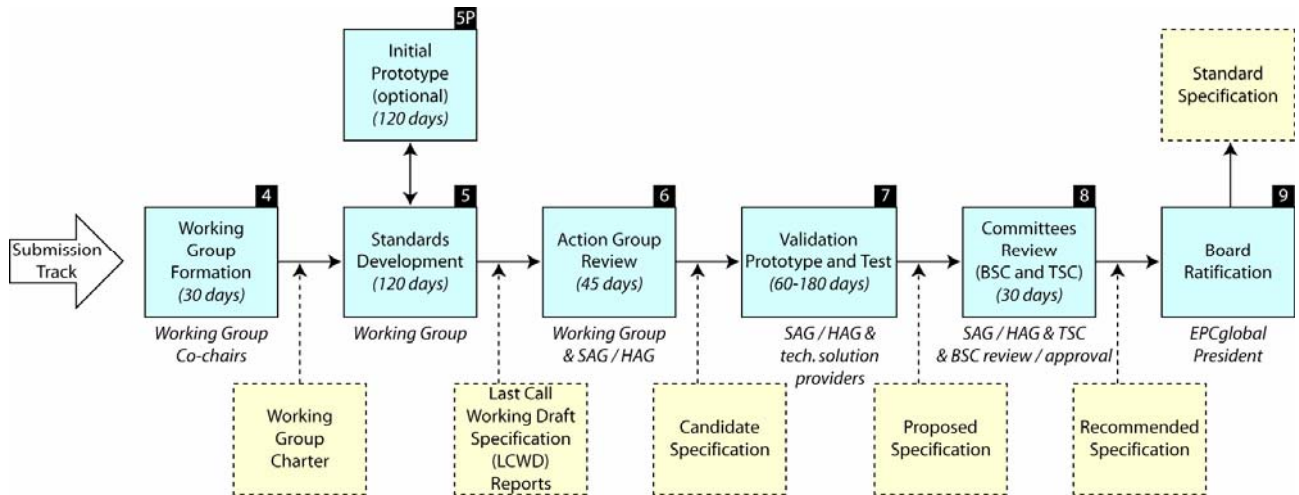 5P
Initial
Prototype
(optional)
(120 days)
Standard
Specification
Submission
Track
4
Working
Group
Formation
(30 days)
Working Group
Co-chairs
5
Standards
Development
(120 days)
Working Group
6
Action Group
Review
(45 days)
Working Group
& SAG / HAG
7
Validation
Prototype and Test
(60-180 days)
SAG / HAG &
tech. solution
providers
8
Committees
Review
(BSC and TSC)
(30 days)
SAG / HAG & TSC
& BSC review / approval
9
Board
Ratification
EPCglobal
President
Working
Group
Charter
Last Call
Working Draft
Specification
(LCWD)
Reports
Candidate
Specification
Proposed
Specification
Recommended
Specification